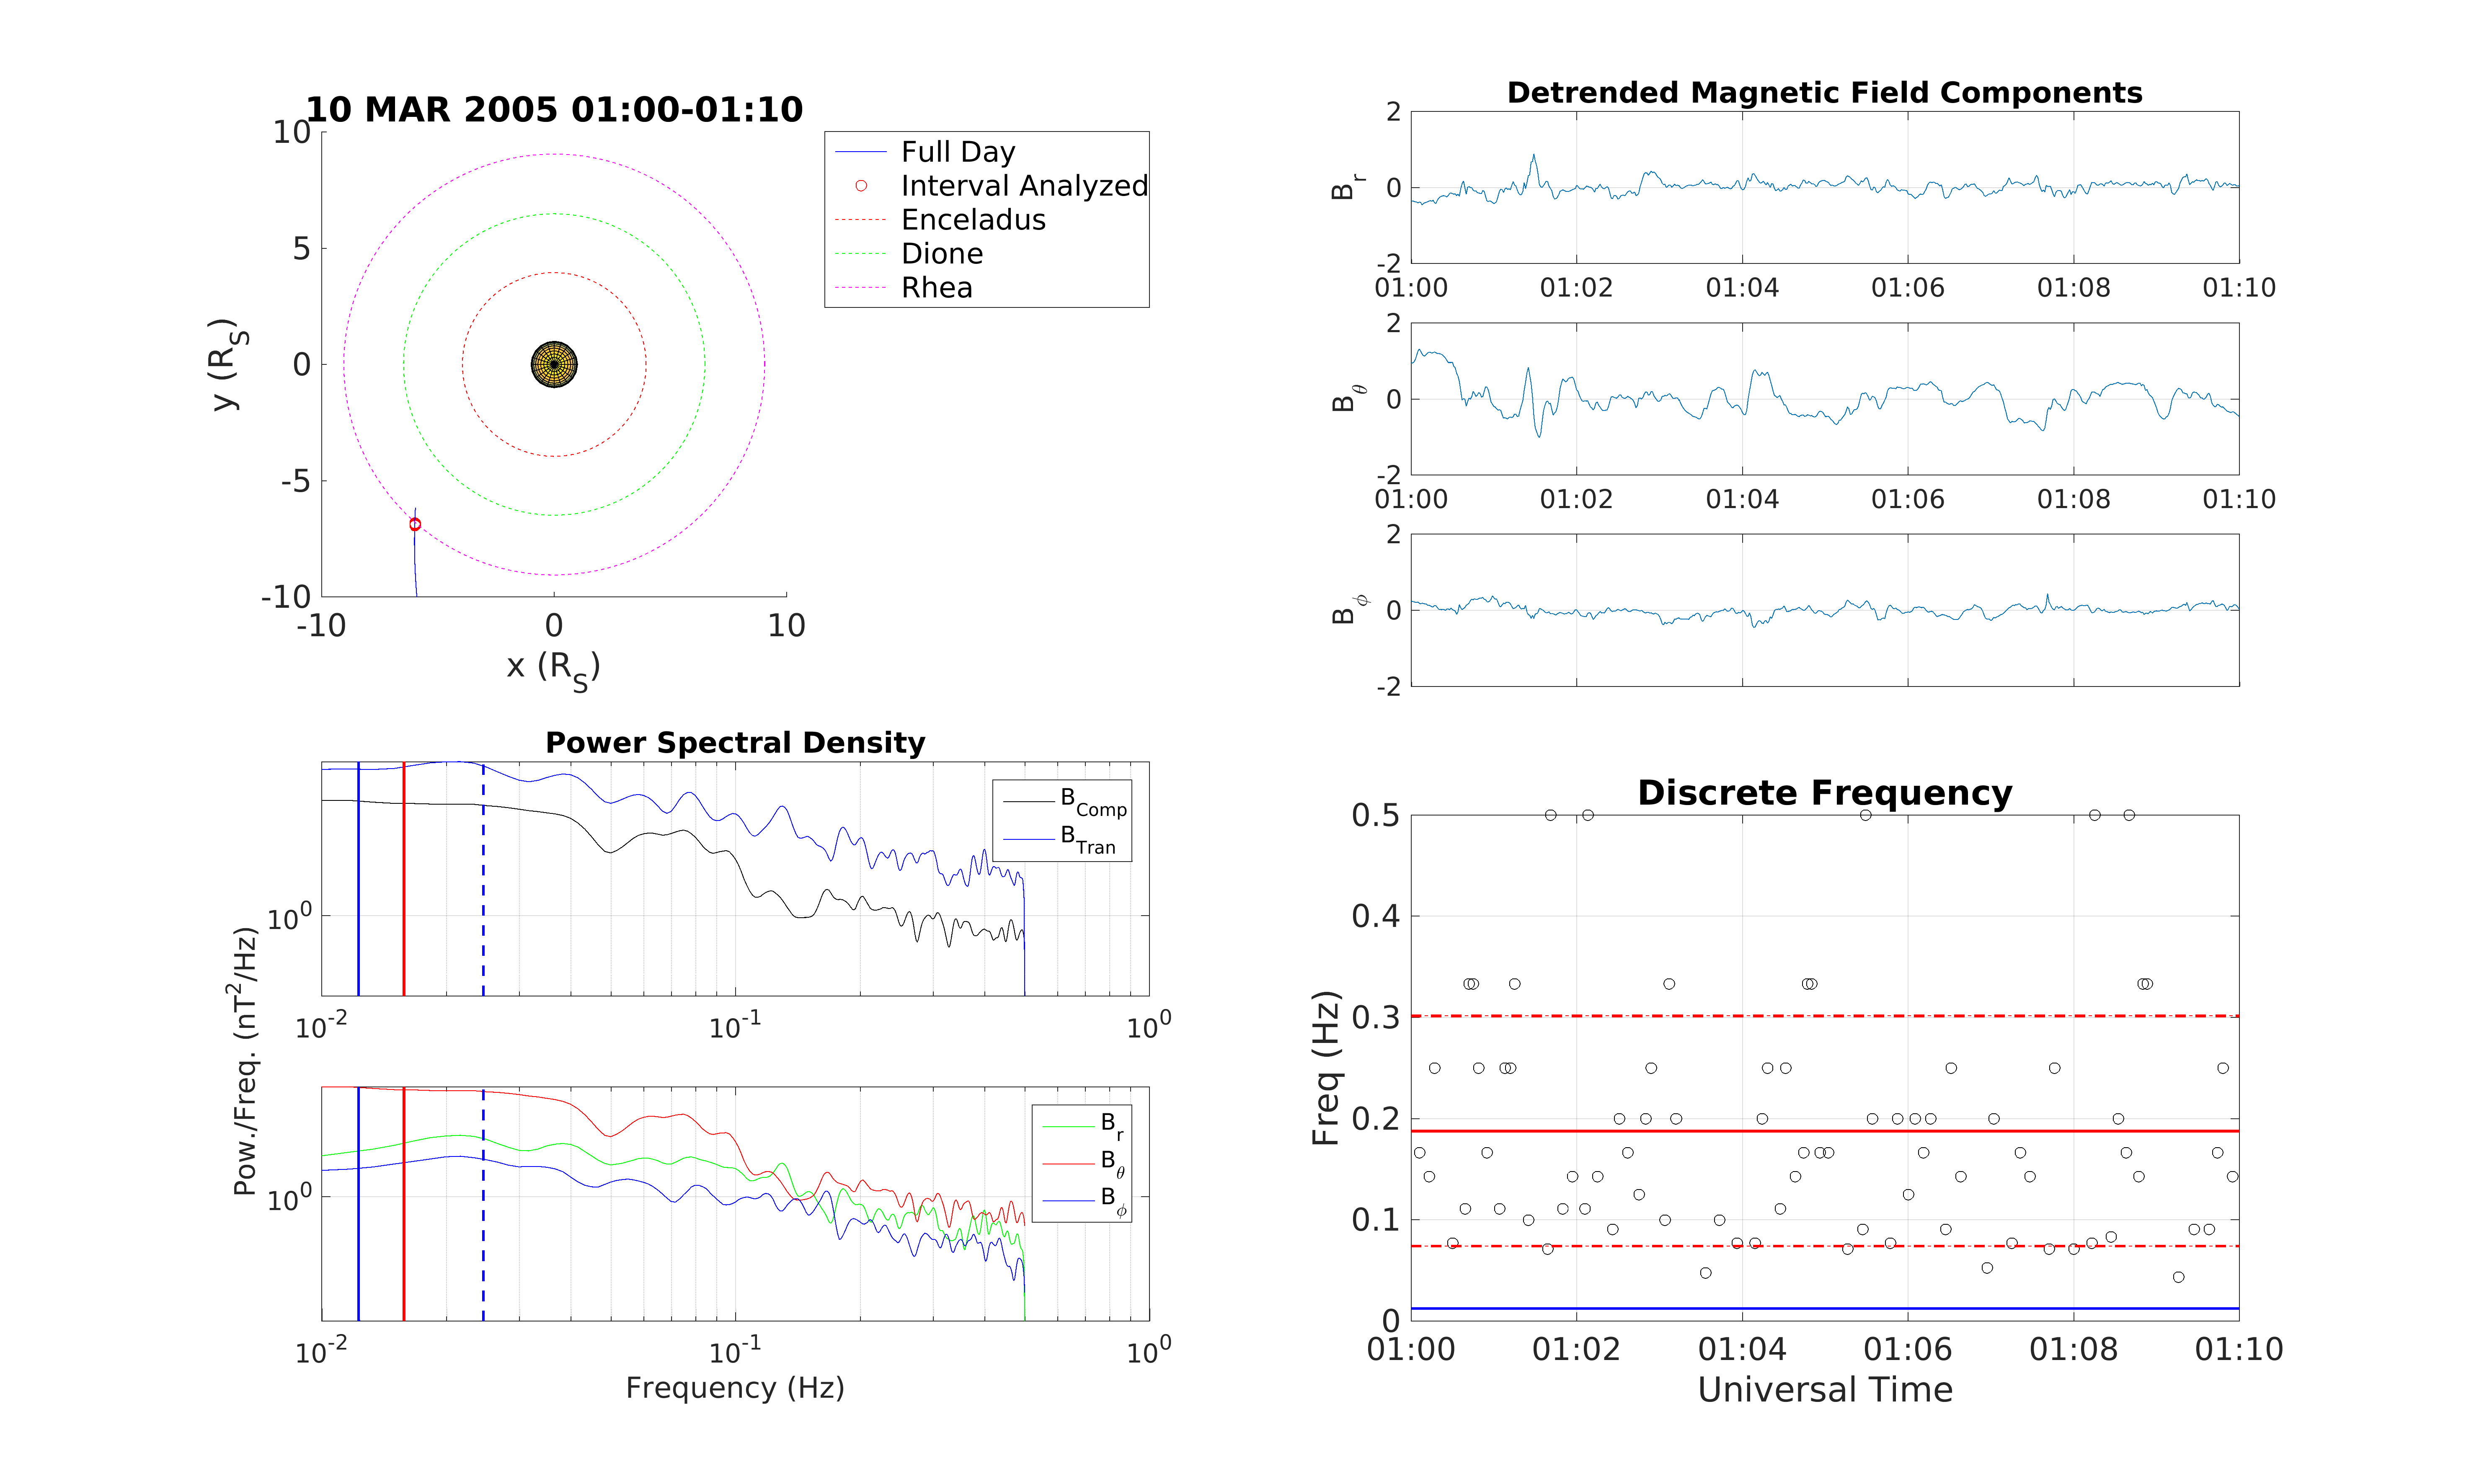 10 MAR 2005 01:00-01:10
10
5
0
-5
-10
-10 0 10
y (R_S)
x (R_S)
Full Day
Interval Analyzed
Enceladus
Dione
Rhea
Detrended Magnetic Field Components
2
0
-2
B_r
01:00 01:02 01:04 01:06 01:08 01:10
2
0
-2
B_θ
01:00 01:02 01:04 01:06 01:08 01:10
2
0
-2
B_ϕ
Power Spectral Density
B_Comp
B_Tran
10^0
10^-2 10^-1 10^0
Pow./Freq. (nT^2/Hz)
B_r
B_θ
B_ϕ
10^0
10^-2 10^-1 10^0
Frequency (Hz)
Discrete Frequency
0.5
0.4
0.3
0.2
0.1
0
Freq (Hz)
01:00 01:02 01:04 01:06 01:08 01:10
Universal Time